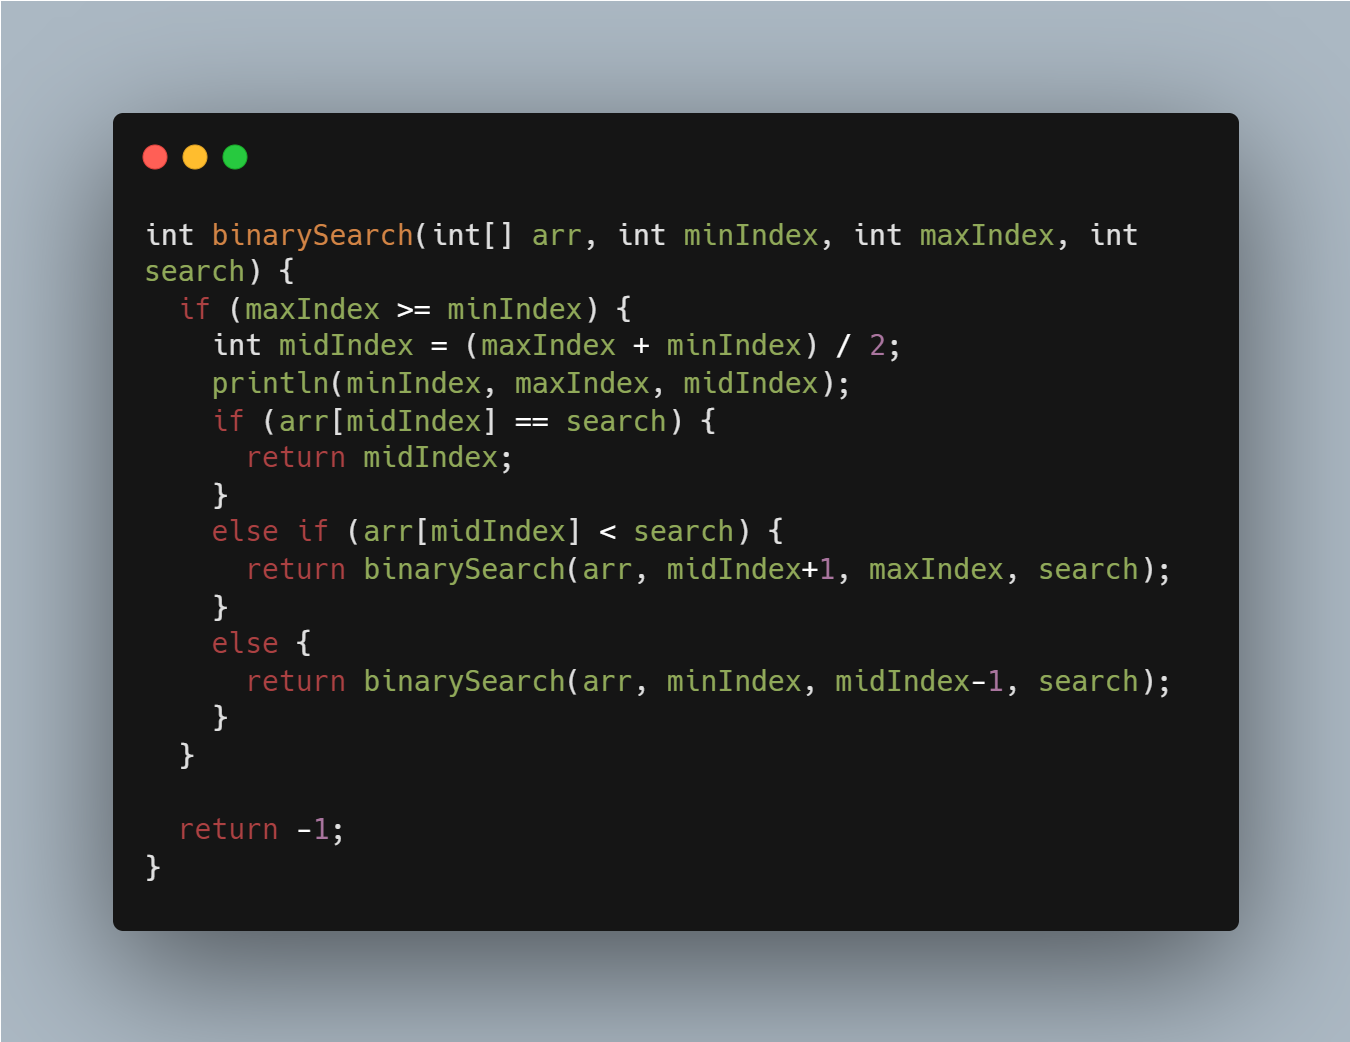 int binarySearch(int[] arr, int minIndex, int maxIndex, int
search) {
  if (maxIndex >= minIndex) {
    int midIndex = (maxIndex + minIndex) / 2;
    println(minIndex, maxIndex, midIndex);
    if (arr[midIndex] == search) {
      return midIndex;
    }
    else if (arr[midIndex] < search) {
      return binarySearch(arr, midIndex+1, maxIndex, search);
    }
    else {
      return binarySearch(arr, minIndex, midIndex-1, search);
    }
  }

  return -1;
}